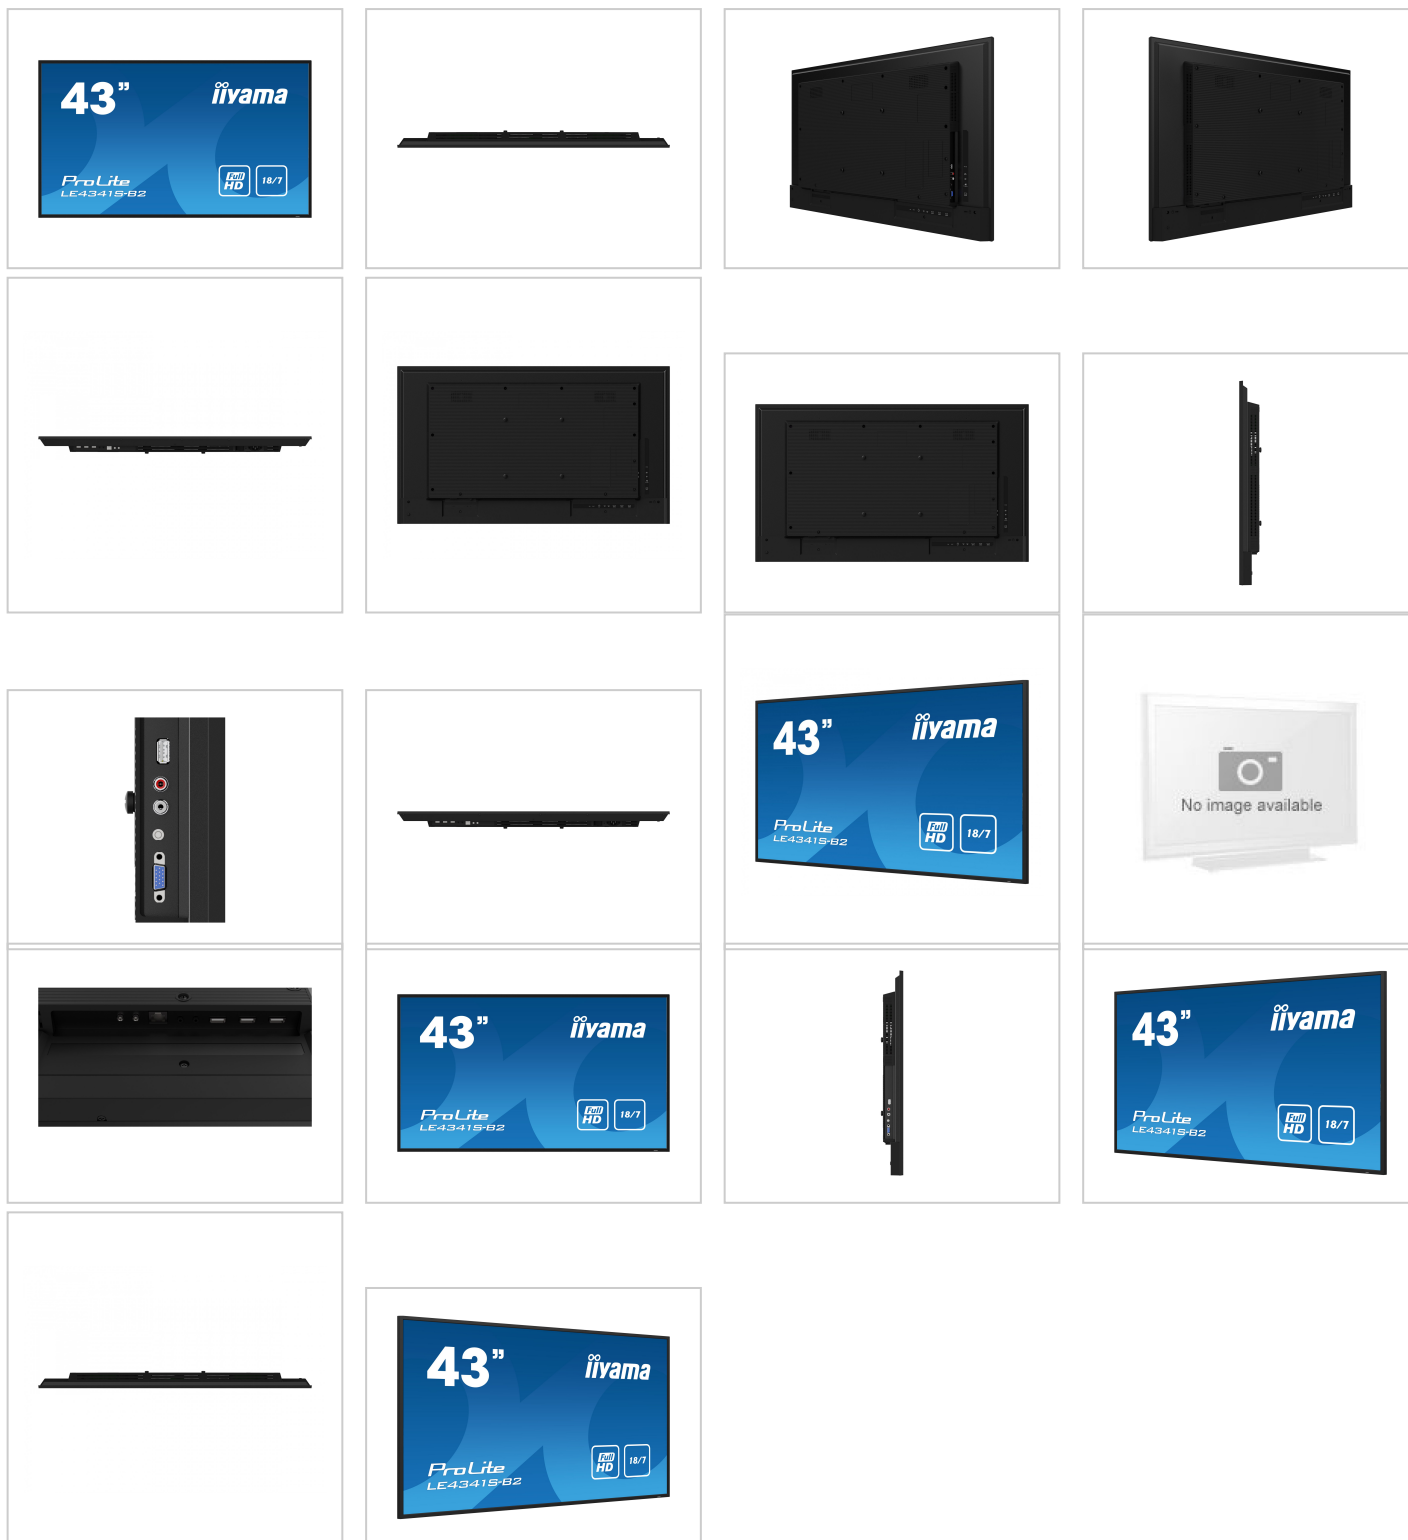 43”
iiyama
ProLite
LE4341S-B2
Full
HD
18/7
43”
iiyama
ProLite
LE4341S-B2
Full
HD
18/7
No image available
43”
iiyama
ProLite
LE4341S-B2
Full
HD
18/7
43”
iiyama
ProLite
LE4341S-B2
Full
HD
18/7
43”
iiyama
ProLite
LE4341S-B2
Full
HD
18/7